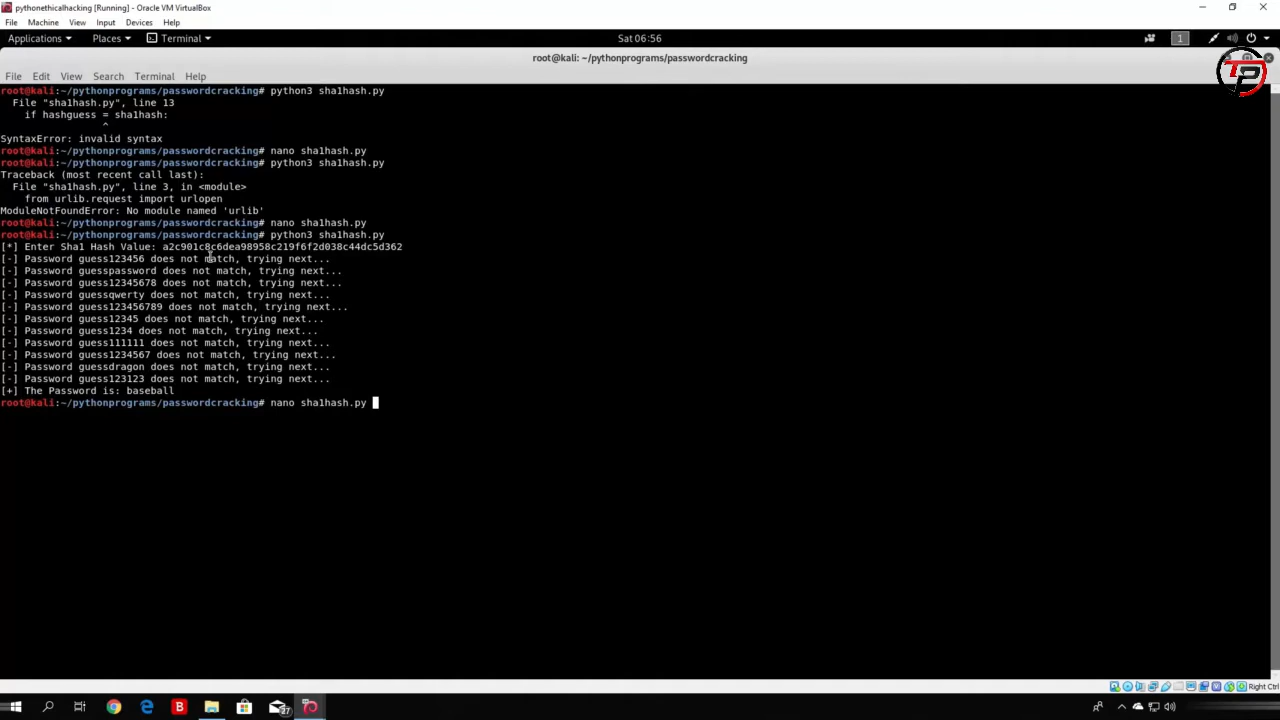 pythonethicalhacking [Running] - Oracle VM VirtualBox
File Machine View Input Devices Help
Applications Places Terminal Sat 06:56 1
root@kali: ~/pythonprograms/passwordcracking
TP
File Edit View Search Terminal Help
root@kali:~/pythonprograms/passwordcracking# python3 sha1hash.py
File "sha1hash.py", line 13
if hashguess = sha1hash:
^
SyntaxError: invalid syntax
root@kali:~/pythonprograms/passwordcracking# nano sha1hash.py
root@kali:~/pythonprograms/passwordcracking# python3 sha1hash.py
Traceback (most recent call last):
File "sha1hash.py", line 3, in <module>
from urlib.request import urlopen
ModuleNotFoundError: No module named 'urlib'
root@kali:~/pythonprograms/passwordcracking# nano sha1hash.py
root@kali:~/pythonprograms/passwordcracking# python3 sha1hash.py
[*] Enter Sha1 Hash Value: a2c901c8c6dea98958c219f6f2d038c44dc5d362
[-] Password guess123456 does not match, trying next...
[-] Password guesspassword does not match, trying next...
[-] Password guess12345678 does not match, trying next...
[-] Password guessqwerty does not match, trying next...
[-] Password guess123456789 does not match, trying next...
[-] Password guess12345 does not match, trying next...
[-] Password guess1234 does not match, trying next...
[-] Password guess111111 does not match, trying next...
[-] Password guess1234567 does not match, trying next...
[-] Password guessdragon does not match, trying next...
[-] Password guess123123 does not match, trying next...
[+] The Password is: baseball
root@kali:~/pythonprograms/passwordcracking# nano sha1hash.py
Right Ctrl
B 27